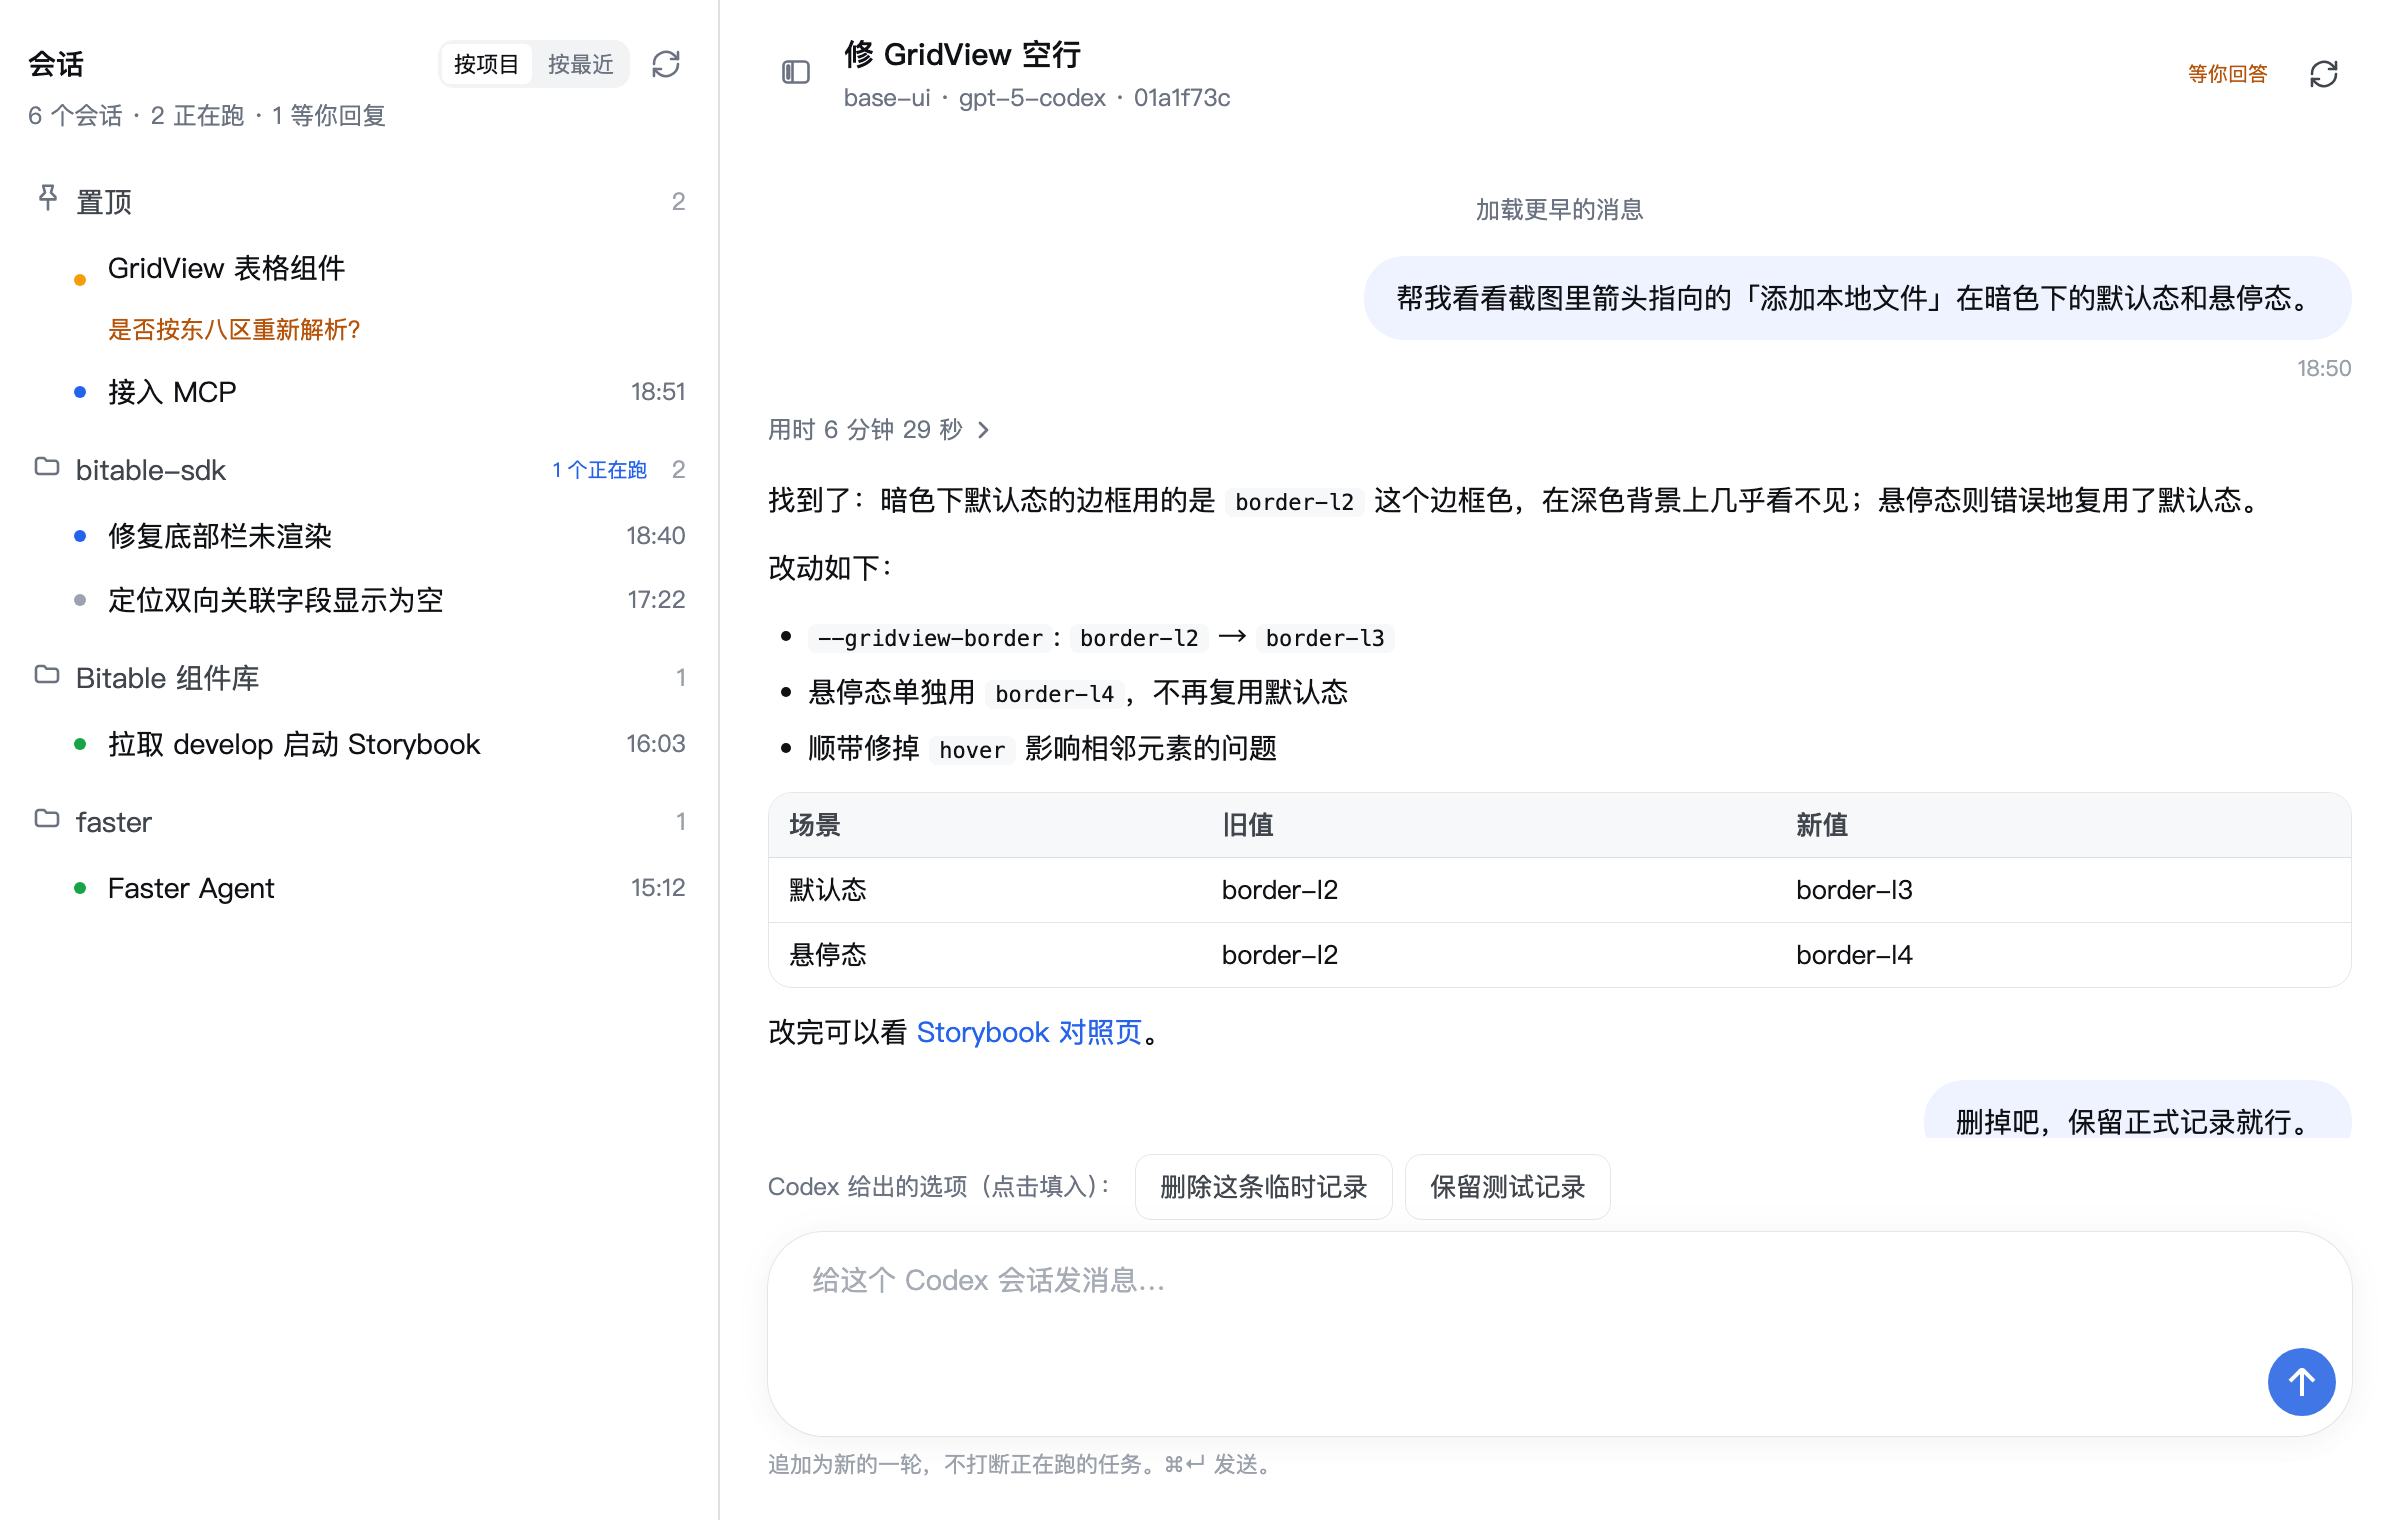 会话
按项目 按最近
6 个会话 · 2 正在跑 · 1 等你回复
置顶 2
GridView 表格组件
是否按东八区重新解析?
接入 MCP 18:51
bitable-sdk 1 个正在跑 2
修复底部栏未渲染 18:40
定位双向关联字段显示为空 17:22
Bitable 组件库 1
拉取 develop 启动 Storybook 16:03
faster 1
Faster Agent 15:12
修 GridView 空行
base-ui · gpt-5-codex · 01a1f73c
等你回答
加载更早的消息
帮我看看截图里箭头指向的「添加本地文件」在暗色下的默认态和悬停态。
18:50
用时 6 分钟 29 秒
找到了：暗色下默认态的边框用的是 border-l2 这个边框色，在深色背景上几乎看不见；悬停态则错误地复用了默认态。
改动如下：
• --gridview-border： border-l2 → border-l3
• 悬停态单独用 border-l4，不再复用默认态
• 顺带修掉 hover 影响相邻元素的问题
场景 旧值 新值
默认态 border-l2 border-l3
悬停态 border-l2 border-l4
改完可以看 Storybook 对照页。
删掉吧，保留正式记录就行。
Codex 给出的选项（点击填入）： 删除这条临时记录 保留测试记录
给这个 Codex 会话发消息...
追加为新的一轮，不打断正在跑的任务。⌘↵ 发送。